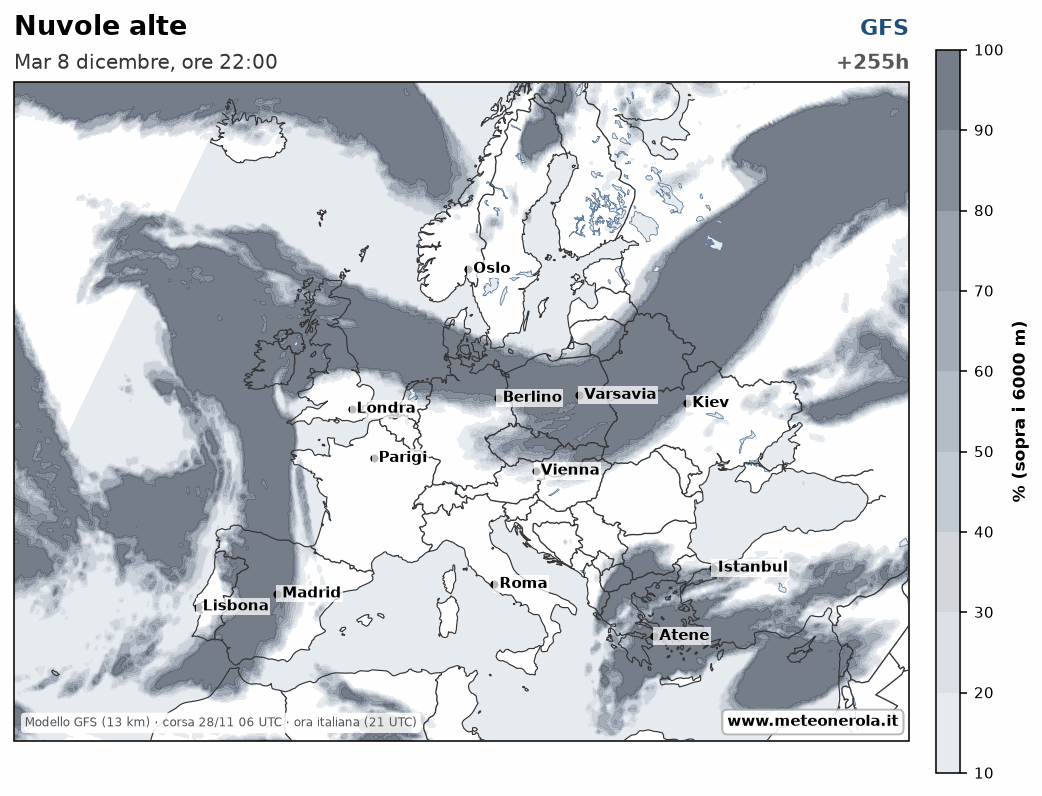 Nuvole alte
GFS
Mar 8 dicembre, ore 22:00
+255h
Oslo
Londra
Berlino
Varsavia
Kiev
Parigi
Vienna
Roma
Istanbul
Madrid
Lisbona
Atene
Modello GFS (13 km) · corsa 28/11 06 UTC · ora italiana (21 UTC)
www.meteonerola.it
100
90
80
70
60
50
40
30
20
10
% (sopra i 6000 m)